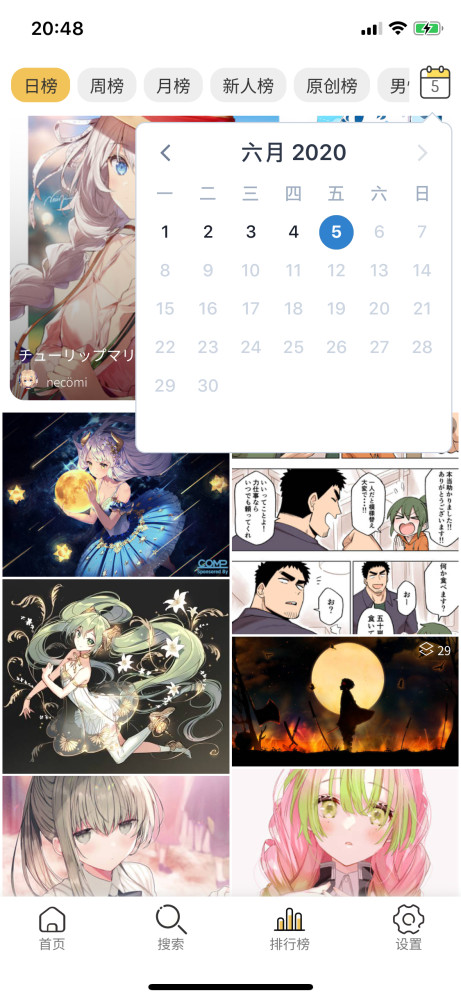 20:48
日榜 周榜 月榜 新人榜 原创榜 男 5
六月 2020
一 二 三 四 五 六 日
1 2 3 4 5 6 7
8 9 10 11 12 13 14
15 16 17 18 19 20 21
22 23 24 25 26 27 28
29 30
チューリップマリ
necömi
COMP
Sponsored By
本当助かりました!!
ありがとうございます!!
一人だと模様替え
大変で…!!
いいってことよ!
力仕事なら
いつでも頼ってくれ
何か食べます?
お!
五十
食い
お?
29
首页 搜索 排行榜 设置